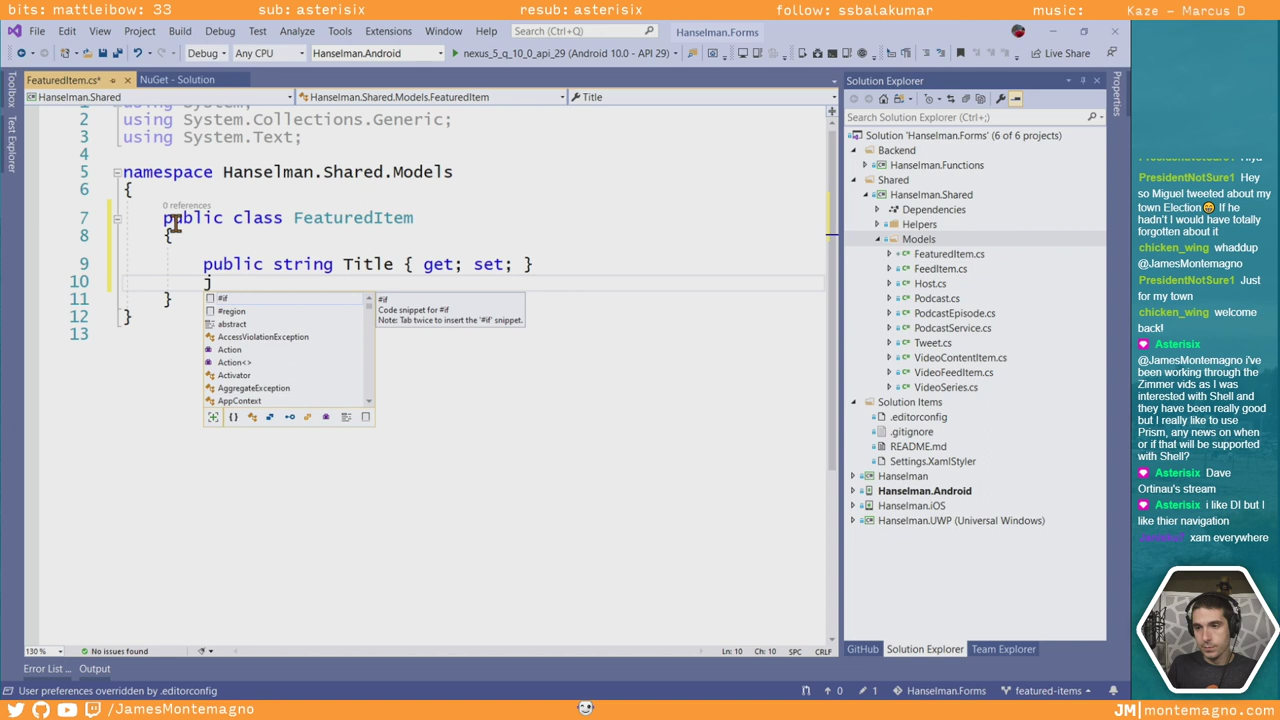 bits: mattleibow: 33
sub: asterisix
resub: asterisix
follow: ssbalakumar
music:
Kaze - Marcus D
File Edit View Project Build Debug Test Analyze Tools Extensions Window Help
Search (Ctrl+Q)
Hanselman.Forms
Debug
Any CPU
Hanselman.Android
nexus_5_q_10_0_api_29 (Android 10.0 - API 29)
Live Share
Toolbox
Test Explorer
FeaturedItem.cs*
NuGet - Solution
Hanselman.Shared
Hanselman.Shared.Models.FeaturedItem
Title
1 using System;
2 using System.Collections.Generic;
3 using System.Text;
4
5 namespace Hanselman.Shared.Models
6 {
0 references
7 public class FeaturedItem
8 {
9 public string Title { get; set; }
10 j
11 }
12 }
13
#if
#region
abstract
AccessViolationException
Action
Action<>
Activator
AggregateException
AppContext
#if
Code snippet for #if
Note: Tab twice to insert the '#if' snippet.
130 %
No issues found
Ln: 10
Ch: 10
SPC
CRLF
Error List ...
Output
User preferences overridden by .editorconfig
0
1
Hanselman.Forms
featured-items
Solution Explorer
Search Solution Explorer (Ctrl+;)
Solution 'Hanselman.Forms' (6 of 6 projects)
Backend
Hanselman.Functions
Shared
Hanselman.Shared
Dependencies
Helpers
Models
FeaturedItem.cs
FeedItem.cs
Host.cs
Podcast.cs
PodcastEpisode.cs
PodcastService.cs
Tweet.cs
VideoContentItem.cs
VideoFeedItem.cs
VideoSeries.cs
Solution Items
.editorconfig
.gitignore
README.md
Settings.XamlStyler
Hanselman
Hanselman.Android
Hanselman.iOS
Hanselman.UWP (Universal Windows)
GitHub
Solution Explorer
Team Explorer
Properties
PresidentNotSure1 Hey
so Miguel tweeted about my
town Election 😄 If he
hadn't I would have totally
forgotten about it
chicken_wing whaddup
@JamesMontemagno
PresidentNotSure1 Just
for my town
chicken_wing welcome
back!
Asterisix
@JamesMontemagno i've
been working through the
Zimmer vids as I was
interested with Shell and
they have been really good
but I really like to use
Prism, any news on when
or if that will be supported
with Shell?
Asterisix Dave
Ortinau's stream
Asterisix i like DI but I
like thier navigation
xam everywhere
/JamesMontemagno
JM montemagno.com